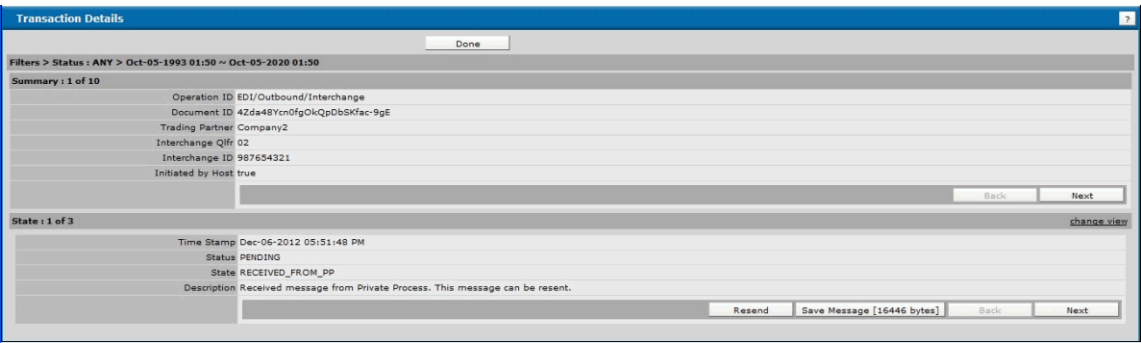 Transaction Details
?
Done
Filters > Status : ANY > Oct-05-1993 01:50 ~ Oct-05-2020 01:50
Summary : 1 of 10
Operation ID EDI/Outbound/Interchange
Document ID 4Zda48Ycn0fgOkQpDbSKfac-9gE
Trading Partner Company2
Interchange Qlfr 02
Interchange ID 987654321
Initiated by Host true
Back Next
State : 1 of 3 change view
Time Stamp Dec-06-2012 05:51:48 PM
Status PENDING
State RECEIVED_FROM_PP
Description Received message from Private Process. This message can be resent.
Resend Save Message [16446 bytes] Back Next